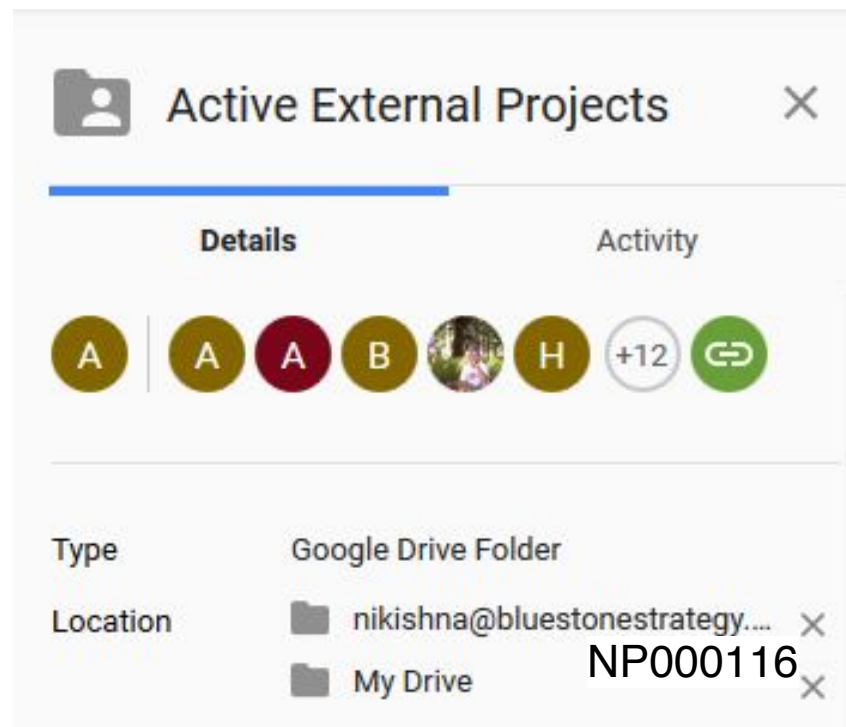 Active External Projects
Details Activity
A A A B H +12
Type Google Drive Folder
Location nikishna@bluestonestrategy....
My Drive NP000116